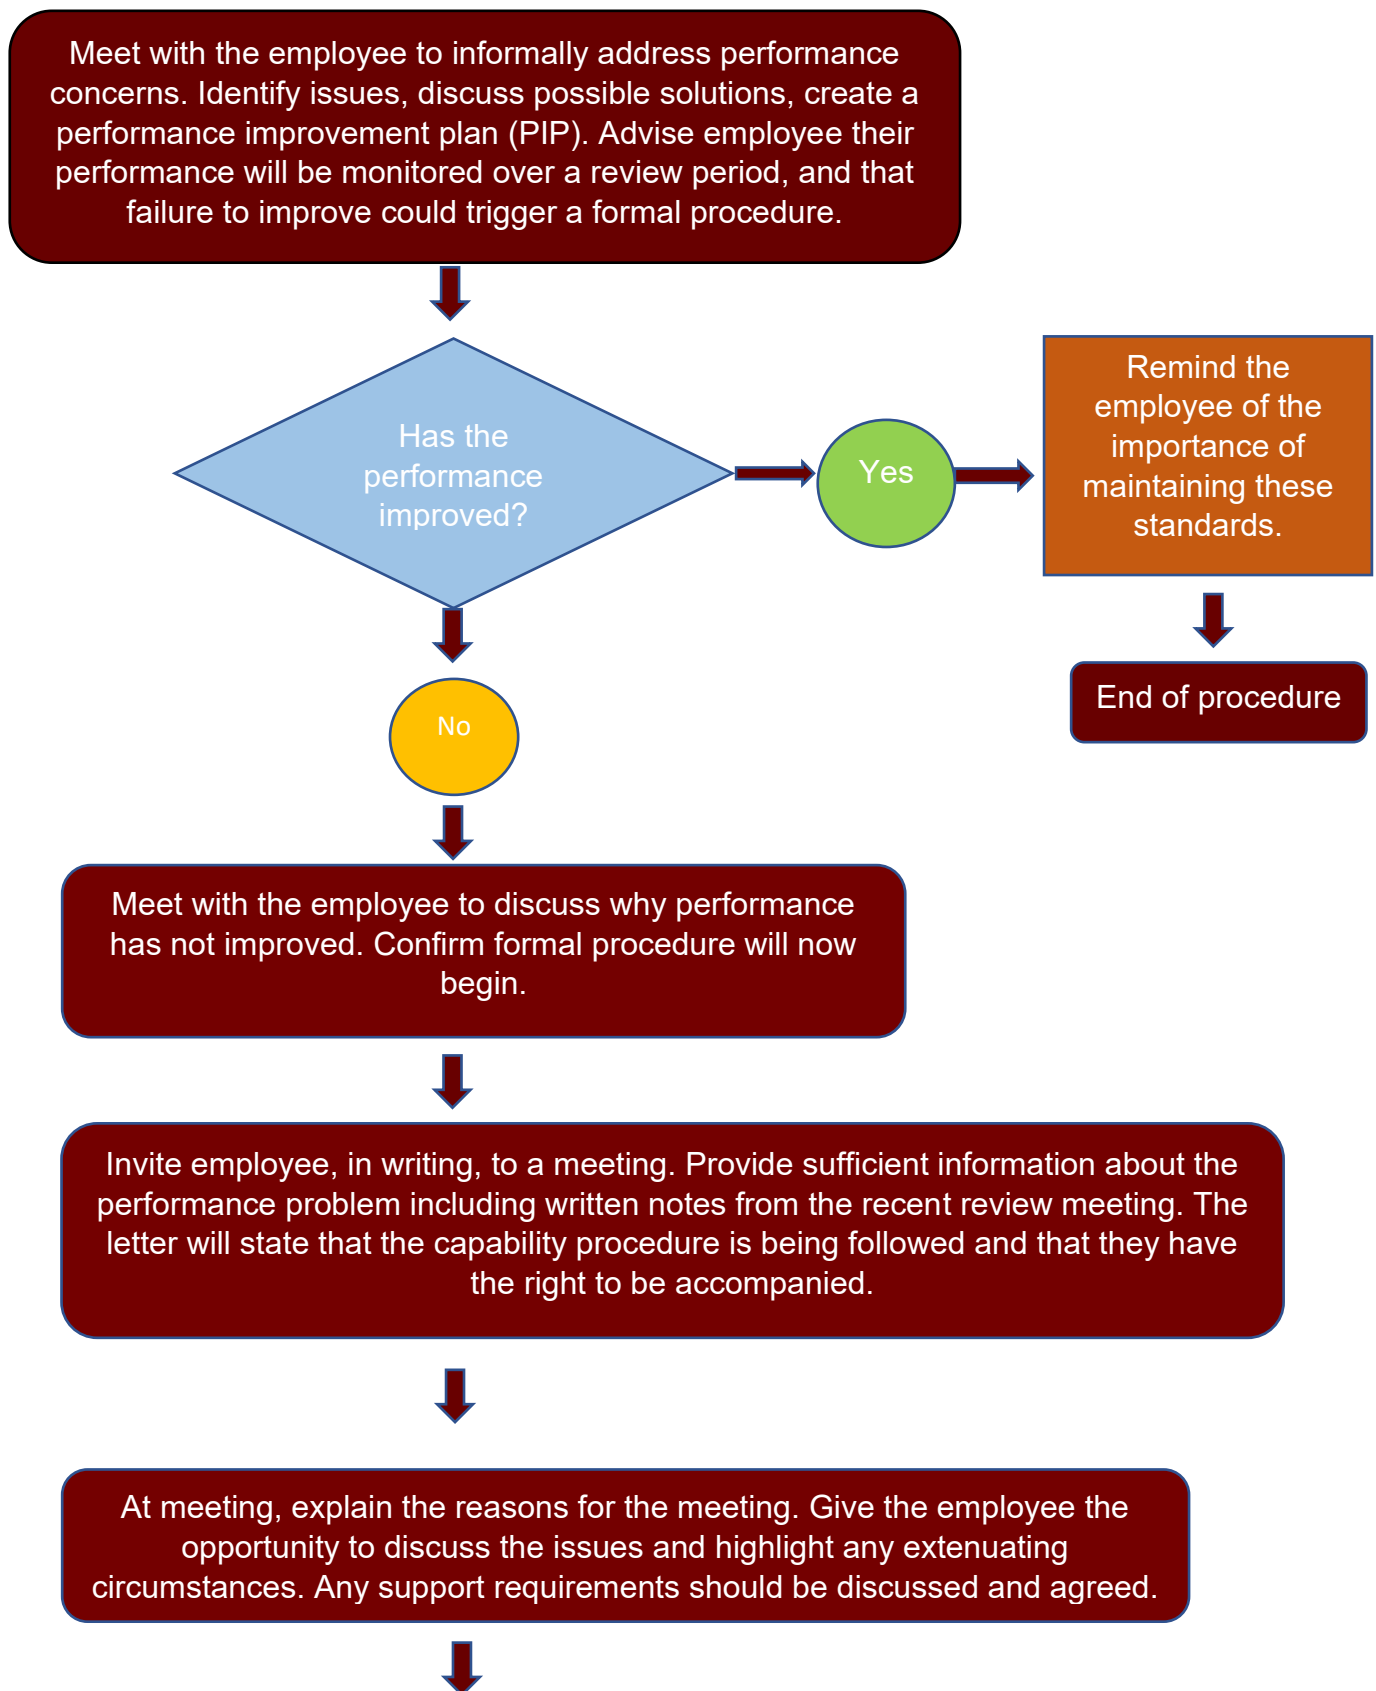 Meet with the employee to informally address performance
concerns. Identify issues, discuss possible solutions, create a
performance improvement plan (PIP). Advise employee their
performance will be monitored over a review period, and that
failure to improve could trigger a formal procedure.
Has the
performance
improved?
Yes
Remind the
employee of the
importance of
maintaining these
standards.
End of procedure
No
Meet with the employee to discuss why performance
has not improved. Confirm formal procedure will now
begin.
Invite employee, in writing, to a meeting. Provide sufficient information about the
performance problem including written notes from the recent review meeting. The
letter will state that the capability procedure is being followed and that they have
the right to be accompanied.
At meeting, explain the reasons for the meeting. Give the employee the
opportunity to discuss the issues and highlight any extenuating
circumstances. Any support requirements should be discussed and agreed.